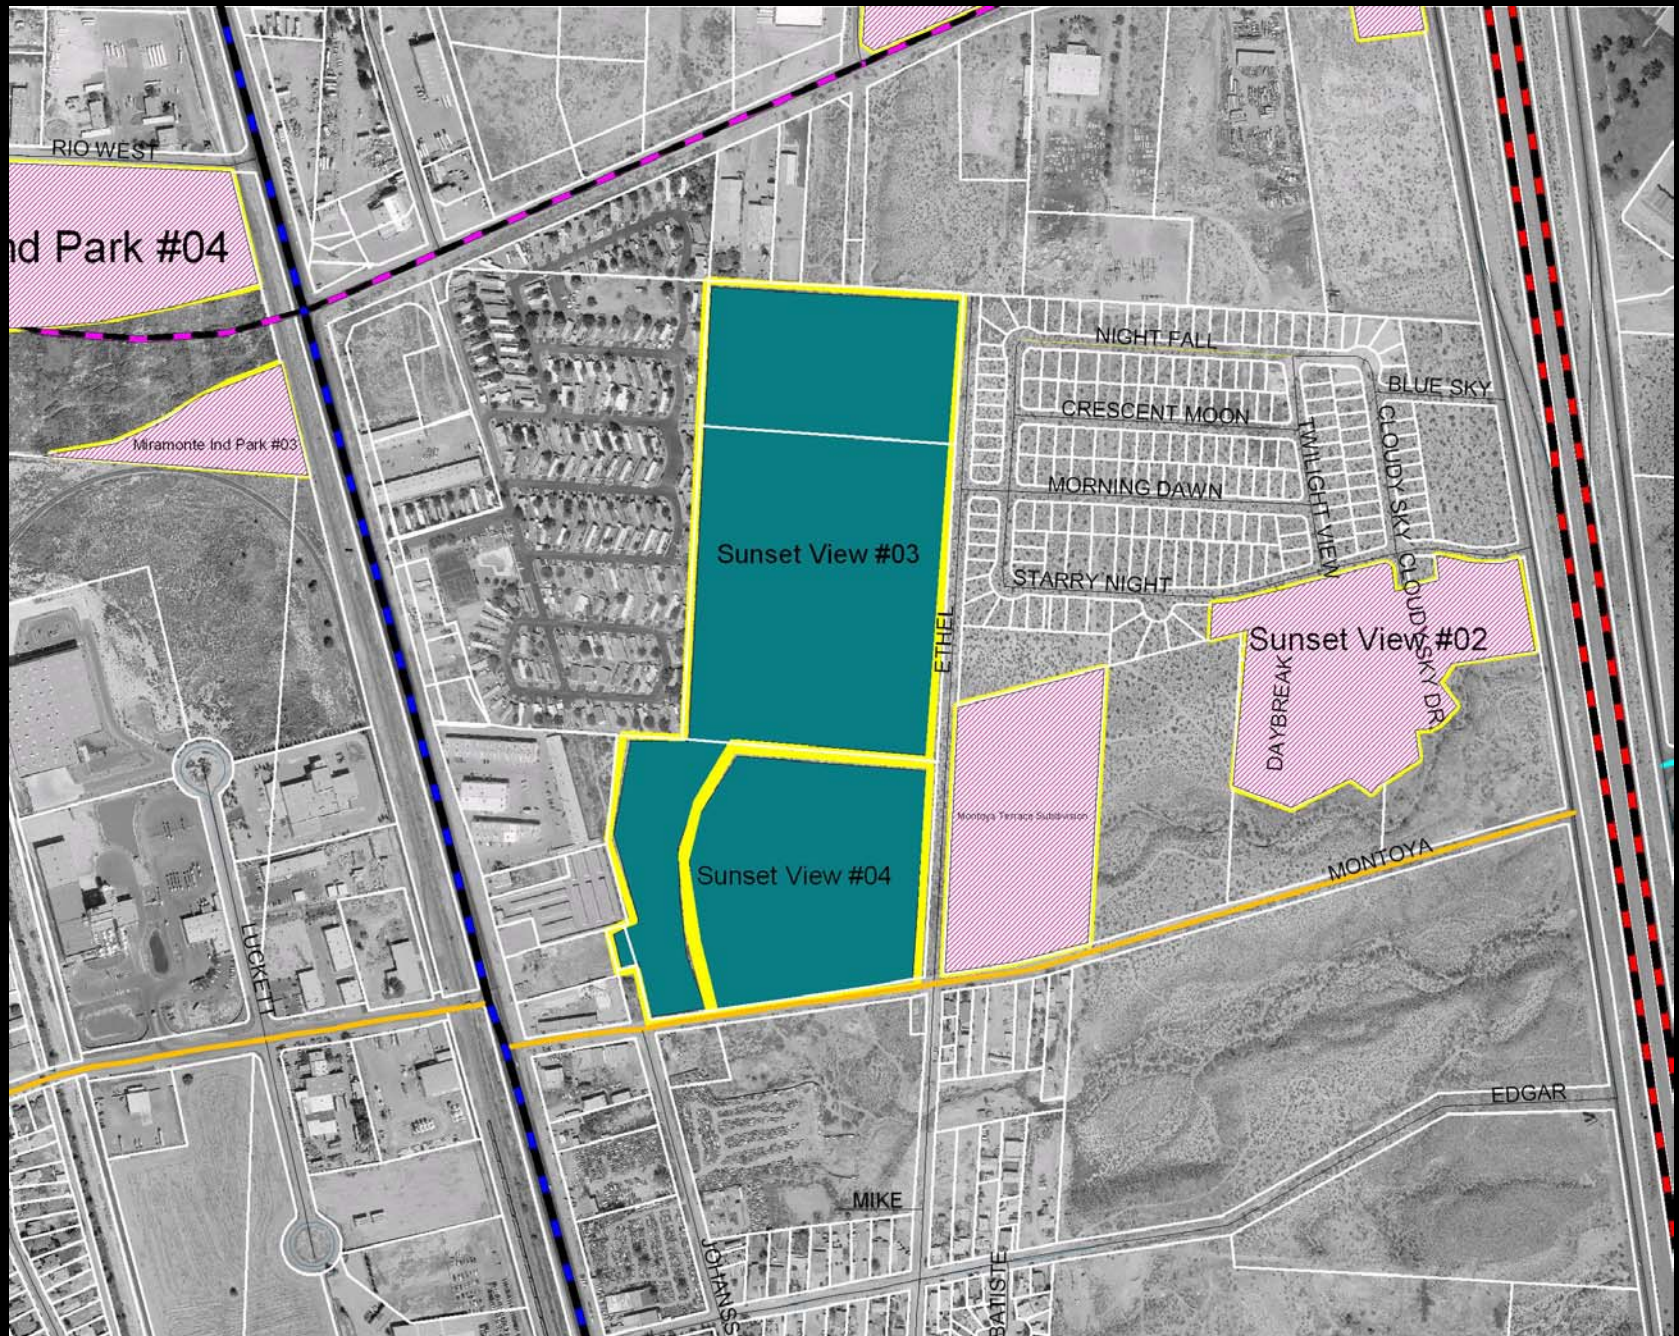 RIO WEST
nd Park #04
NIGHT FALL
BLUE SKY
CRESCENT MOON
CLOUDY SKY
TWILIGHT VIEW
Miramonte Ind Park #03
MORNING DAWN
Sunset View #03
STARRY NIGHT
CLOUDY SKY DR
ETHEL
Sunset View #02
DAYBREAK
Montoya Terrace Subdivision
MONTOYA
Sunset View #04
LUCKETT
EDGAR
MIKE
JOHANSS
BATISTE